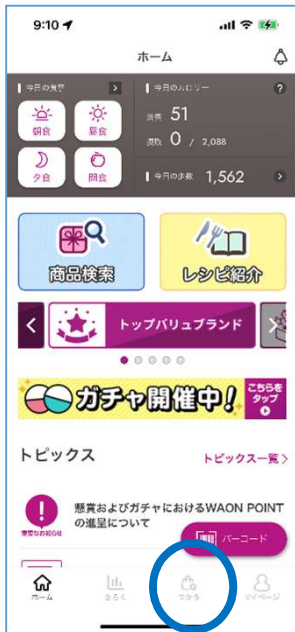 9:10
ホーム
今日の食事
今日のカロリー
?
朝食
昼食
消費 51
夕食
間食
摂取 0 / 2,088
今日の歩数 1,562
商品検索
レシピ紹介
トップバリュブランド
ガチャ開催中!
こちらを
タップ
トピックス
トピックス一覧
重要なお知らせ
懸賞およびガチャにおけるWAON POINT
の進呈について
バーコード
ホーム
きろく
つかう
マイページ